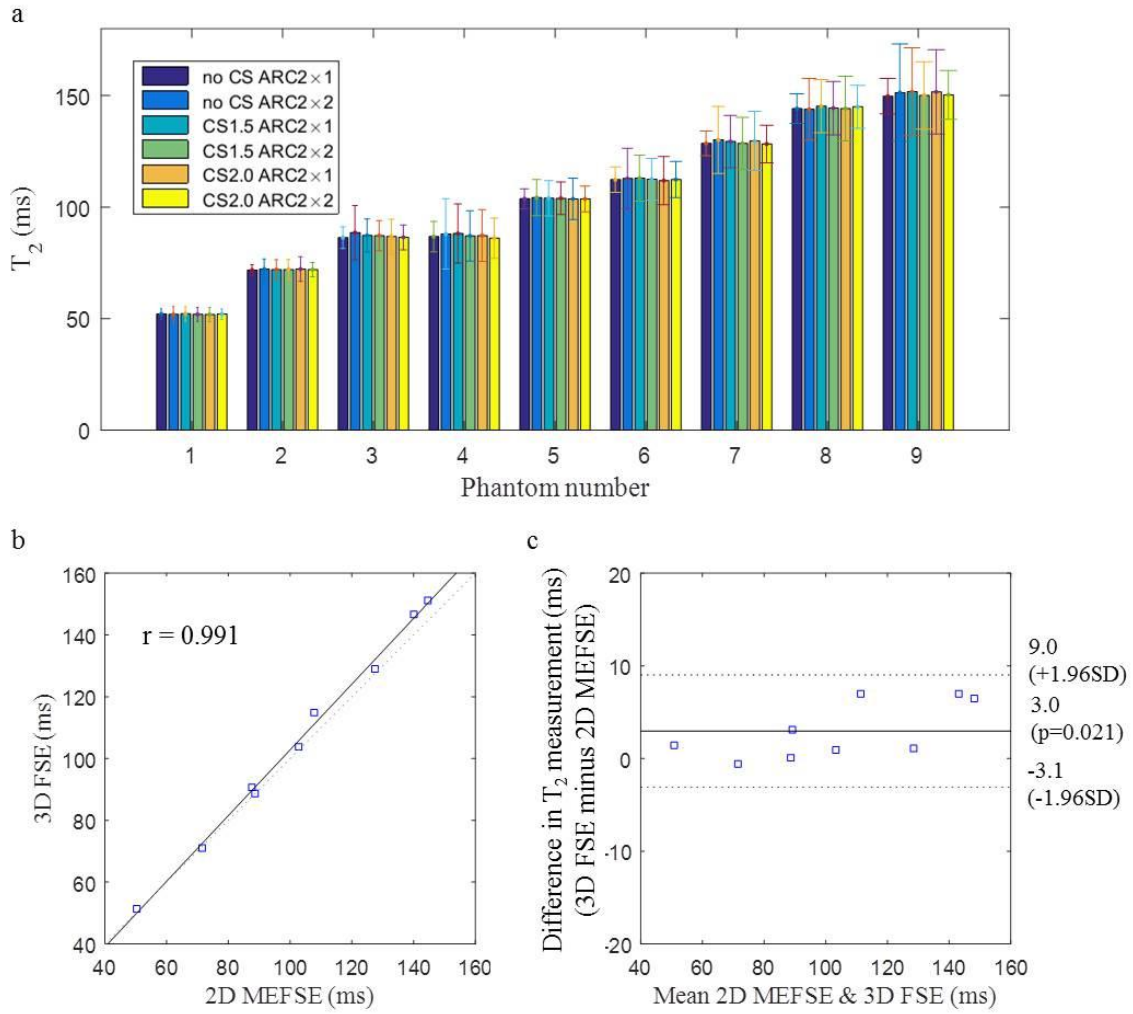 a
no CS ARC2×1
no CS ARC2×2
CS1.5 ARC2×1
CS1.5 ARC2×2
CS2.0 ARC2×1
CS2.0 ARC2×2
T2 (ms)
150
100
50
0
1 2 3 4 5 6 7 8 9
Phantom number
b
r = 0.991
3D FSE (ms)
160
140
120
100
80
60
40
40 60 80 100 120 140 160
2D MEFSE (ms)
c
Difference in T2 measurement (ms)
(3D FSE minus 2D MEFSE)
20
10
0
-10
-20
40 60 80 100 120 140 160
Mean 2D MEFSE & 3D FSE (ms)
9.0
(+1.96SD)
3.0
(p=0.021)
-3.1
(-1.96SD)